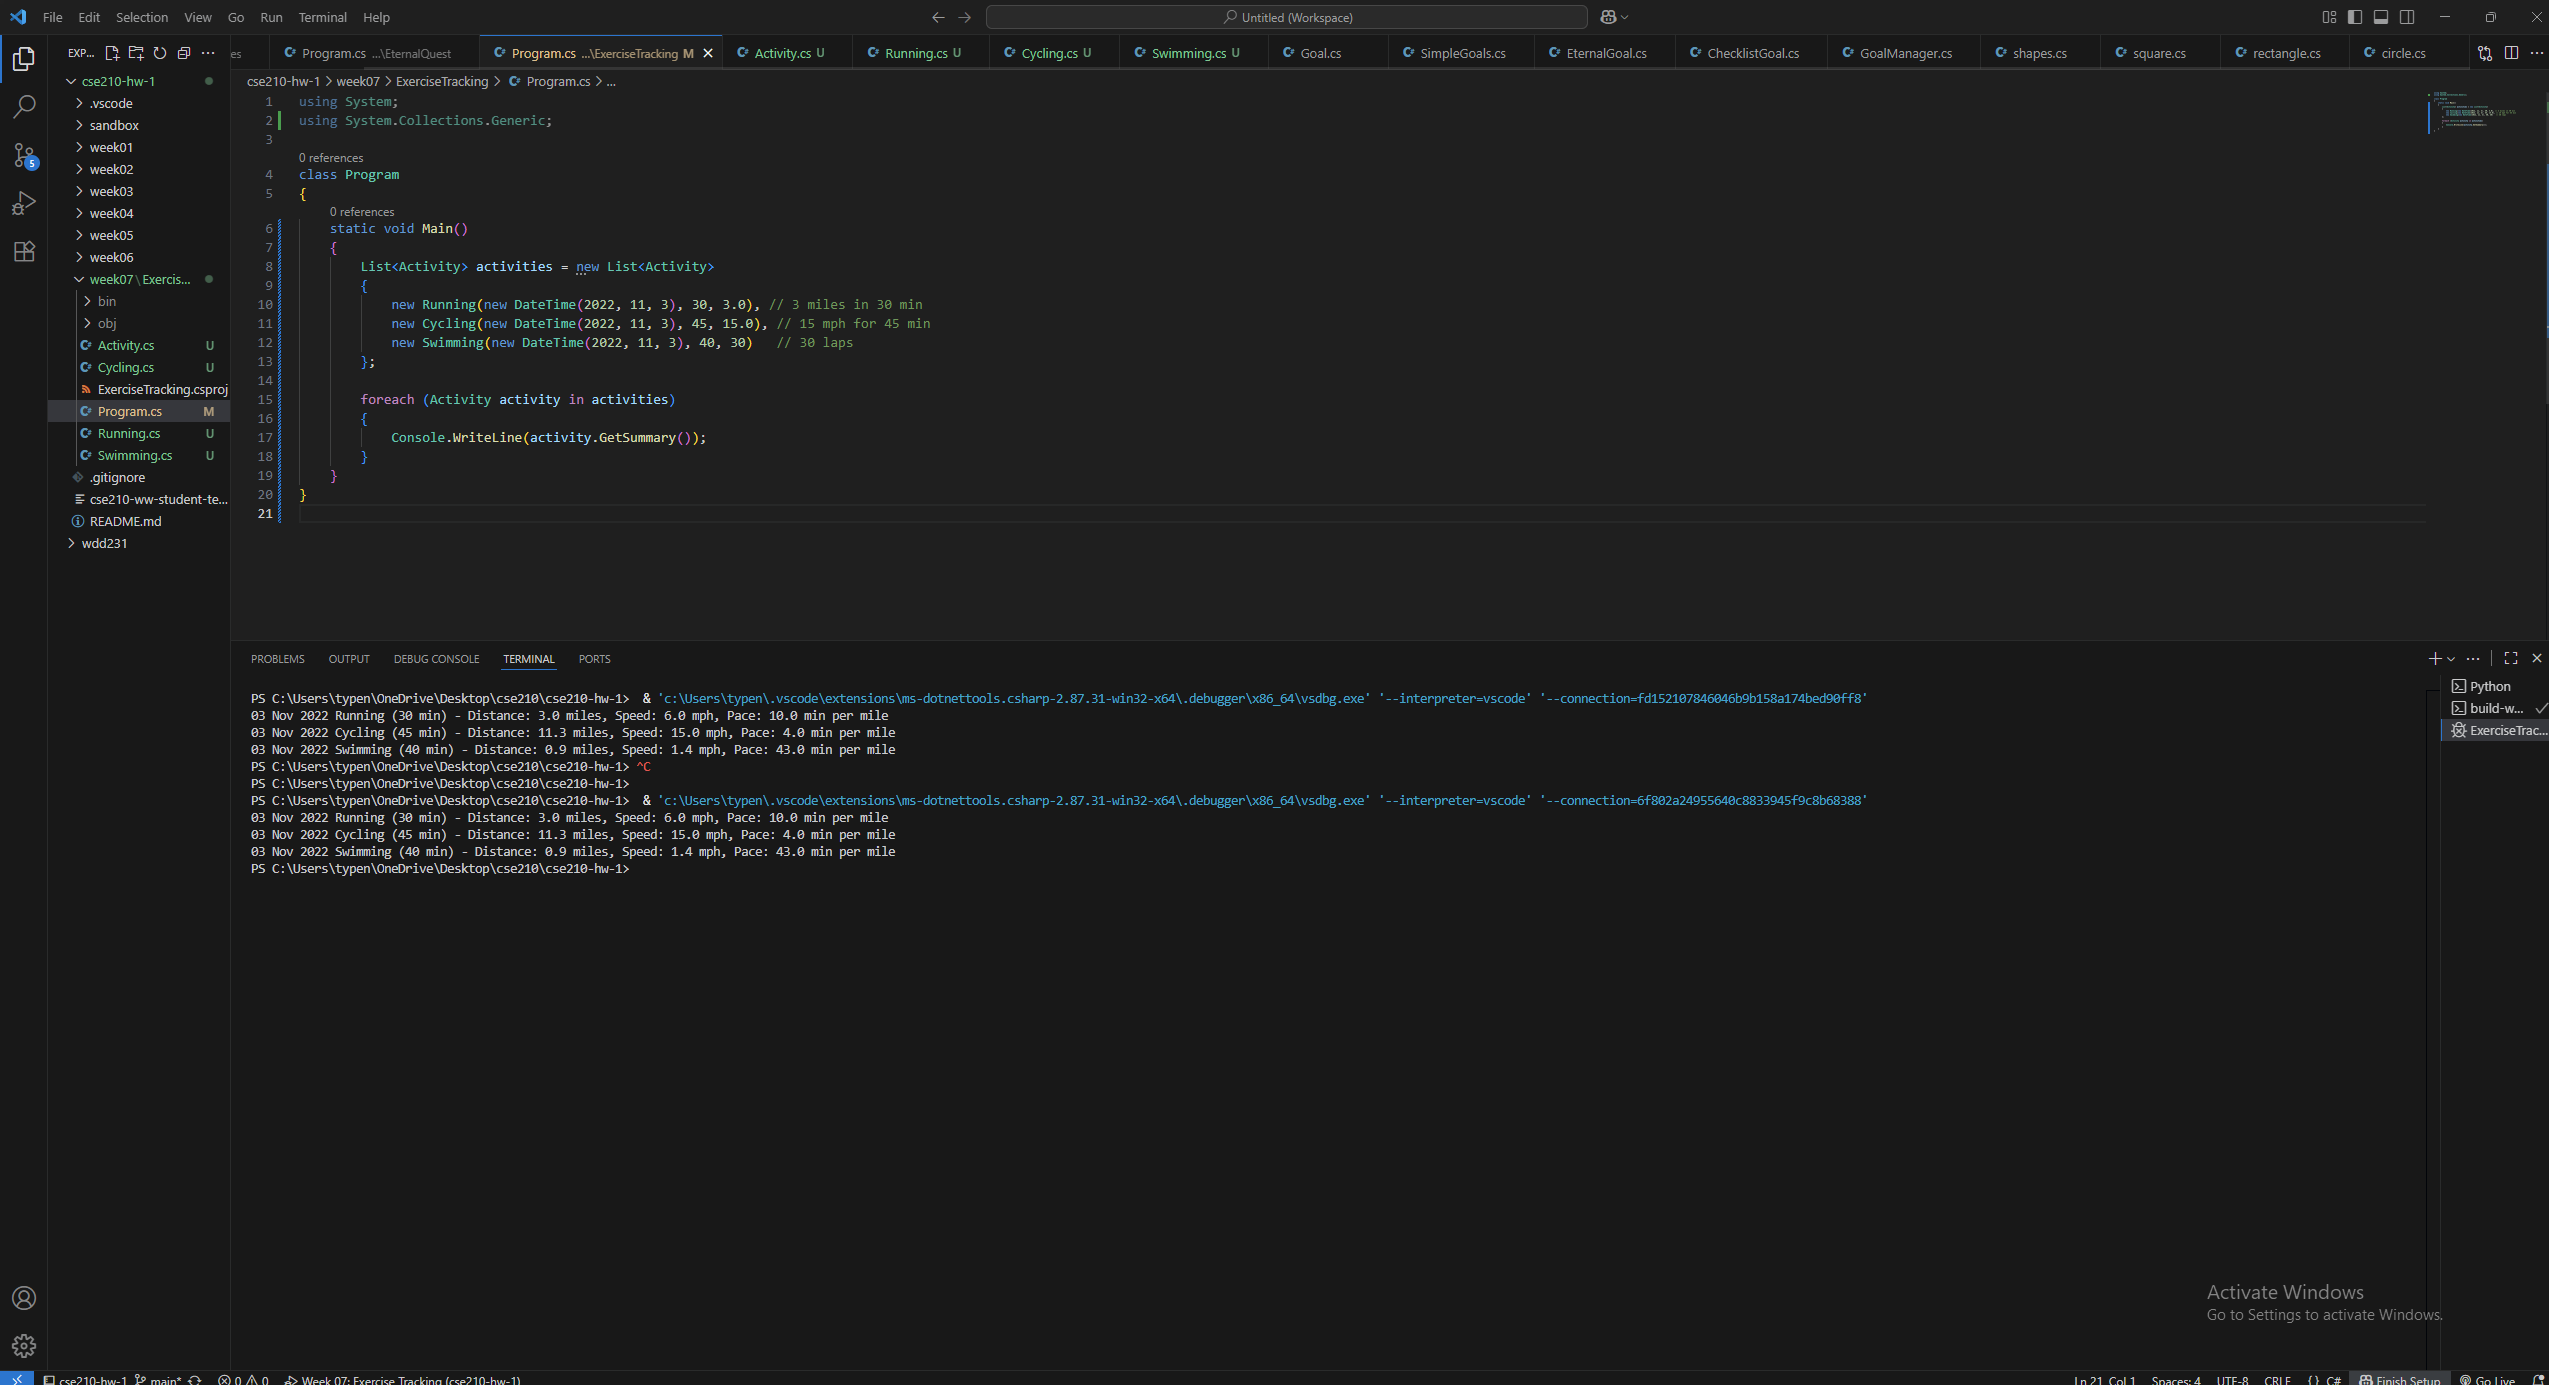 File Edit Selection View Go Run Terminal Help
Untitled (Workspace)
EXP...
es Program.cs ...\EternalQuest Program.cs ...\ExerciseTracking M Activity.cs U Running.cs U Cycling.cs U Swimming.cs U Goal.cs SimpleGoals.cs EternalGoal.cs ChecklistGoal.cs GoalManager.cs shapes.cs square.cs rectangle.cs circle.cs
cse210-hw-1 > week07 > ExerciseTracking > Program.cs > ...
cse210-hw-1
.vscode
sandbox
week01
week02
week03
week04
week05
week06
week07\Exercis...
bin
obj
Activity.cs U
Cycling.cs U
ExerciseTracking.csproj
Program.cs M
Running.cs U
Swimming.cs U
.gitignore
cse210-ww-student-te...
README.md
wdd231
5
1 using System;
2 using System.Collections.Generic;
3
0 references
4 class Program
5 {
0 references
6 static void Main()
7 {
8 List<Activity> activities = new List<Activity>
9 {
10 new Running(new DateTime(2022, 11, 3), 30, 3.0), // 3 miles in 30 min
11 new Cycling(new DateTime(2022, 11, 3), 45, 15.0), // 15 mph for 45 min
12 new Swimming(new DateTime(2022, 11, 3), 40, 30) // 30 laps
13 };
14
15 foreach (Activity activity in activities)
16 {
17 Console.WriteLine(activity.GetSummary());
18 }
19 }
20 }
21
PROBLEMS OUTPUT DEBUG CONSOLE TERMINAL PORTS
PS C:\Users\typen\OneDrive\Desktop\cse210\cse210-hw-1> & 'c:\Users\typen\.vscode\extensions\ms-dotnettools.csharp-2.87.31-win32-x64\.debugger\x86_64\vsdbg.exe' '--interpreter=vscode' '--connection=fd152107846046b9b158a174bed90ff8'
03 Nov 2022 Running (30 min) - Distance: 3.0 miles, Speed: 6.0 mph, Pace: 10.0 min per mile
03 Nov 2022 Cycling (45 min) - Distance: 11.3 miles, Speed: 15.0 mph, Pace: 4.0 min per mile
03 Nov 2022 Swimming (40 min) - Distance: 0.9 miles, Speed: 1.4 mph, Pace: 43.0 min per mile
PS C:\Users\typen\OneDrive\Desktop\cse210\cse210-hw-1> ^C
PS C:\Users\typen\OneDrive\Desktop\cse210\cse210-hw-1>
PS C:\Users\typen\OneDrive\Desktop\cse210\cse210-hw-1> & 'c:\Users\typen\.vscode\extensions\ms-dotnettools.csharp-2.87.31-win32-x64\.debugger\x86_64\vsdbg.exe' '--interpreter=vscode' '--connection=6f802a24955640c8833945f9c8b68388'
03 Nov 2022 Running (30 min) - Distance: 3.0 miles, Speed: 6.0 mph, Pace: 10.0 min per mile
03 Nov 2022 Cycling (45 min) - Distance: 11.3 miles, Speed: 15.0 mph, Pace: 4.0 min per mile
03 Nov 2022 Swimming (40 min) - Distance: 0.9 miles, Speed: 1.4 mph, Pace: 43.0 min per mile
PS C:\Users\typen\OneDrive\Desktop\cse210\cse210-hw-1>
Python
build-w...
ExerciseTrac...
Activate Windows
Go to Settings to activate Windows.
cse210-hw-1 main* 0 0 Week 07: Exercise Tracking (cse210-hw-1) Ln 21, Col 1 Spaces: 4 UTF-8 CRLF {} C# Finish Setup Go Live